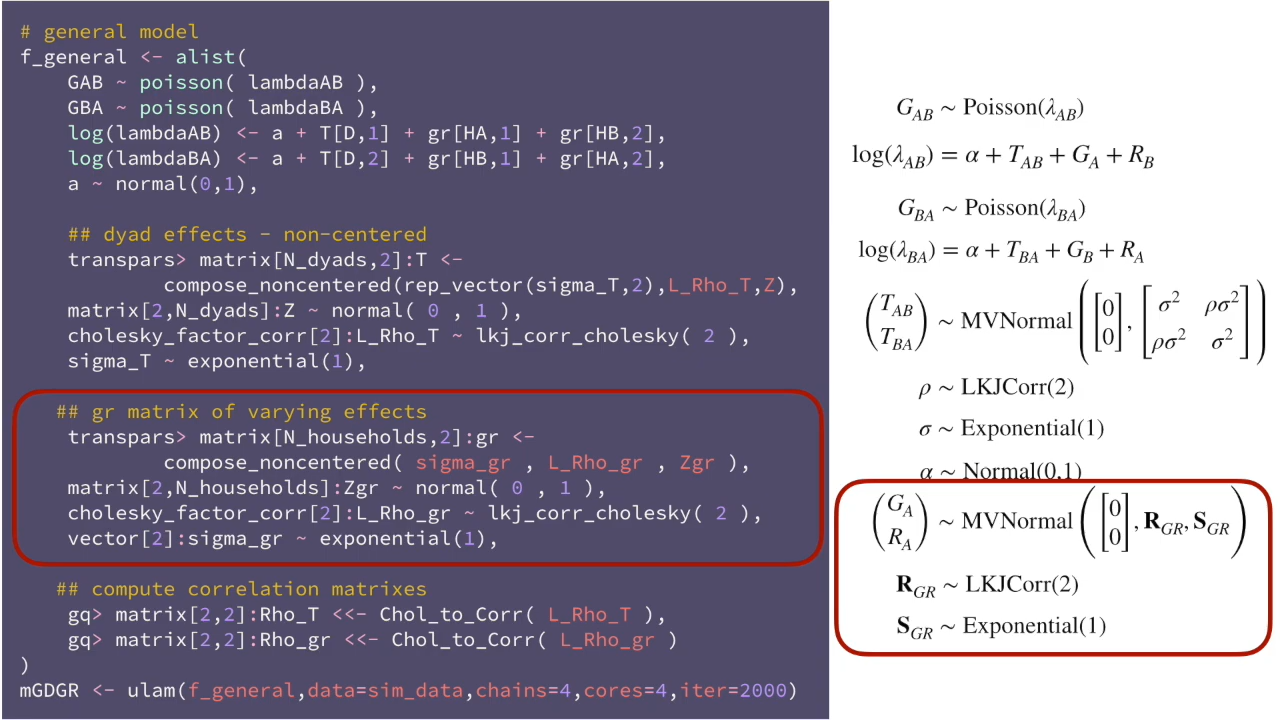 # general model
f_general <- alist(
    GAB ~ poisson( lambdaAB ),
    GBA ~ poisson( lambdaBA ),
    log(lambdaAB) <- a + T[D,1] + gr[HA,1] + gr[HB,2],
    log(lambdaBA) <- a + T[D,2] + gr[HB,1] + gr[HA,2],
    a ~ normal(0,1),
    ## dyad effects - non-centered
    transpars> matrix[N_dyads,2]:T <-
            compose_noncentered(rep_vector(sigma_T,2),L_Rho_T,Z),
    matrix[2,N_dyads]:Z ~ normal( 0 , 1 ),
    cholesky_factor_corr[2]:L_Rho_T ~ lkj_corr_cholesky( 2 ),
    sigma_T ~ exponential(1),
   ## gr matrix of varying effects
    transpars> matrix[N_households,2]:gr <-
            compose_noncentered( sigma_gr , L_Rho_gr , Zgr ),
    matrix[2,N_households]:Zgr ~ normal( 0 , 1 ),
    cholesky_factor_corr[2]:L_Rho_gr ~ lkj_corr_cholesky( 2 ),
    vector[2]:sigma_gr ~ exponential(1),
   ## compute correlation matrixes
    gq> matrix[2,2]:Rho_T <<- Chol_to_Corr( L_Rho_T ),
    gq> matrix[2,2]:Rho_gr <<- Chol_to_Corr( L_Rho_gr )
)
mGDGR <- ulam(f_general,data=sim_data,chains=4,cores=4,iter=2000)
G_AB ∼ Poisson(λ_AB)
log(λ_AB) = α + T_AB + G_A + R_B
G_BA ∼ Poisson(λ_BA)
log(λ_BA) = α + T_BA + G_B + R_A
(T_AB T_BA) ∼ MVNormal([0 0], [σ² ρσ² ρσ² σ²])
ρ ∼ LKJCorr(2)
σ ∼ Exponential(1)
α ∼ Normal(0,1)
(G_A R_A) ∼ MVNormal([0 0], R_GR, S_GR)
R_GR ∼ LKJCorr(2)
S_GR ∼ Exponential(1)